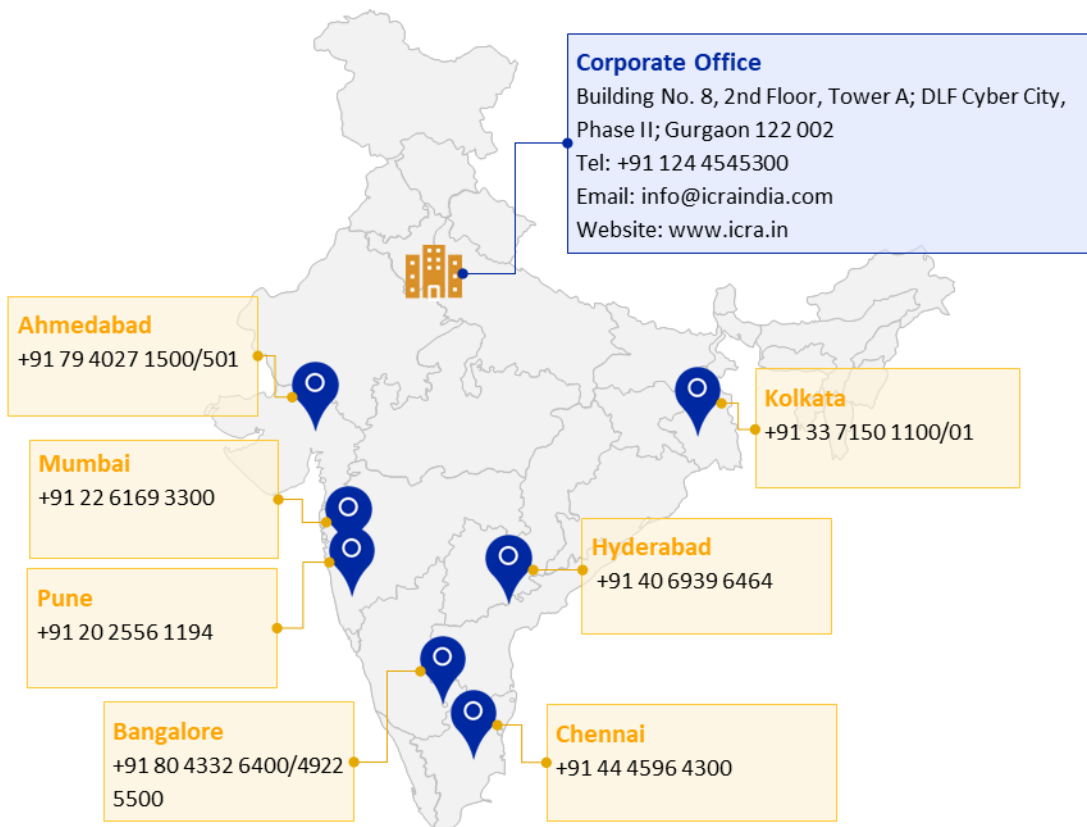 Corporate Office
Building No. 8, 2nd Floor, Tower A; DLF Cyber City,
Phase II; Gurgaon 122 002
Tel: +91 124 4545300
Email: info@icraindia.com
Website: www.icra.in
Ahmedabad
+91 79 4027 1500/501
Kolkata
+91 33 7150 1100/01
Mumbai
+91 22 6169 3300
Hyderabad
+91 40 6939 6464
Pune
+91 20 2556 1194
Bangalore
+91 80 4332 6400/4922
5500
Chennai
+91 44 4596 4300